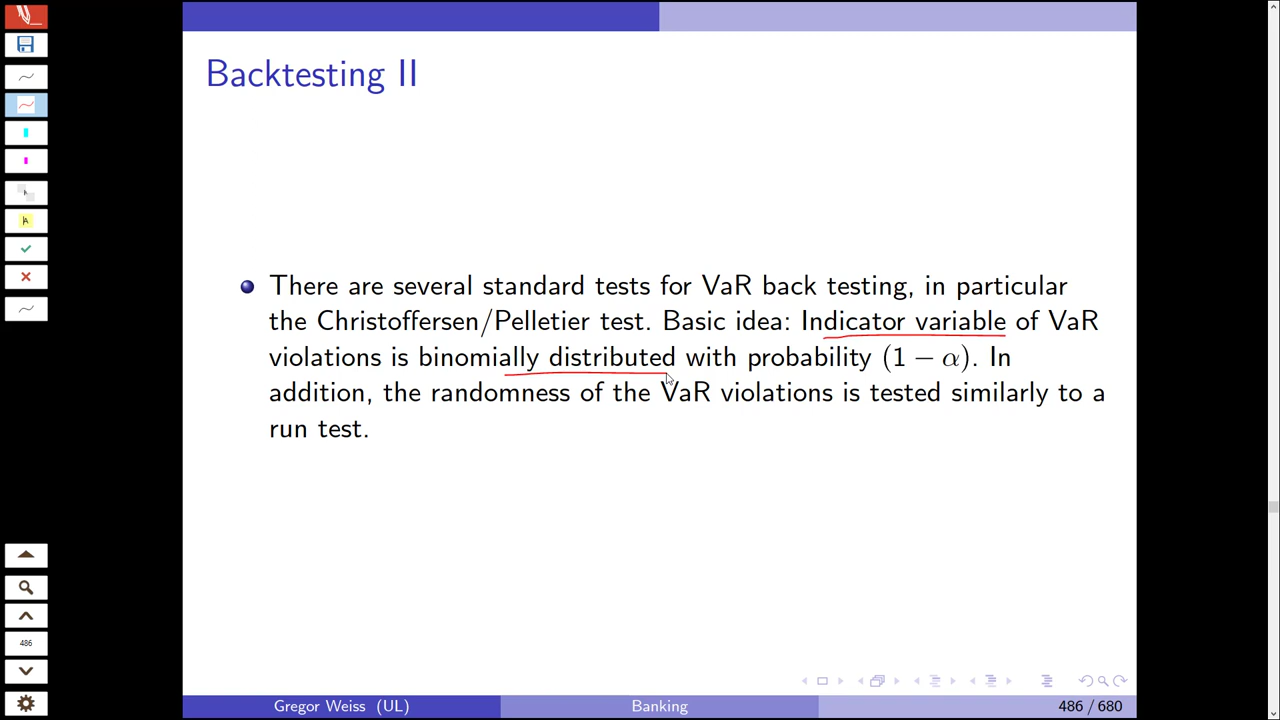 Backtesting II
There are several standard tests for VaR back testing, in particular
the Christoffersen/Pelletier test. Basic idea: Indicator variable of VaR
violations is binomially distributed with probability (1 − α). In
addition, the randomness of the VaR violations is tested similarly to a
run test.
486
Gregor Weiss (UL) Banking 486 / 680